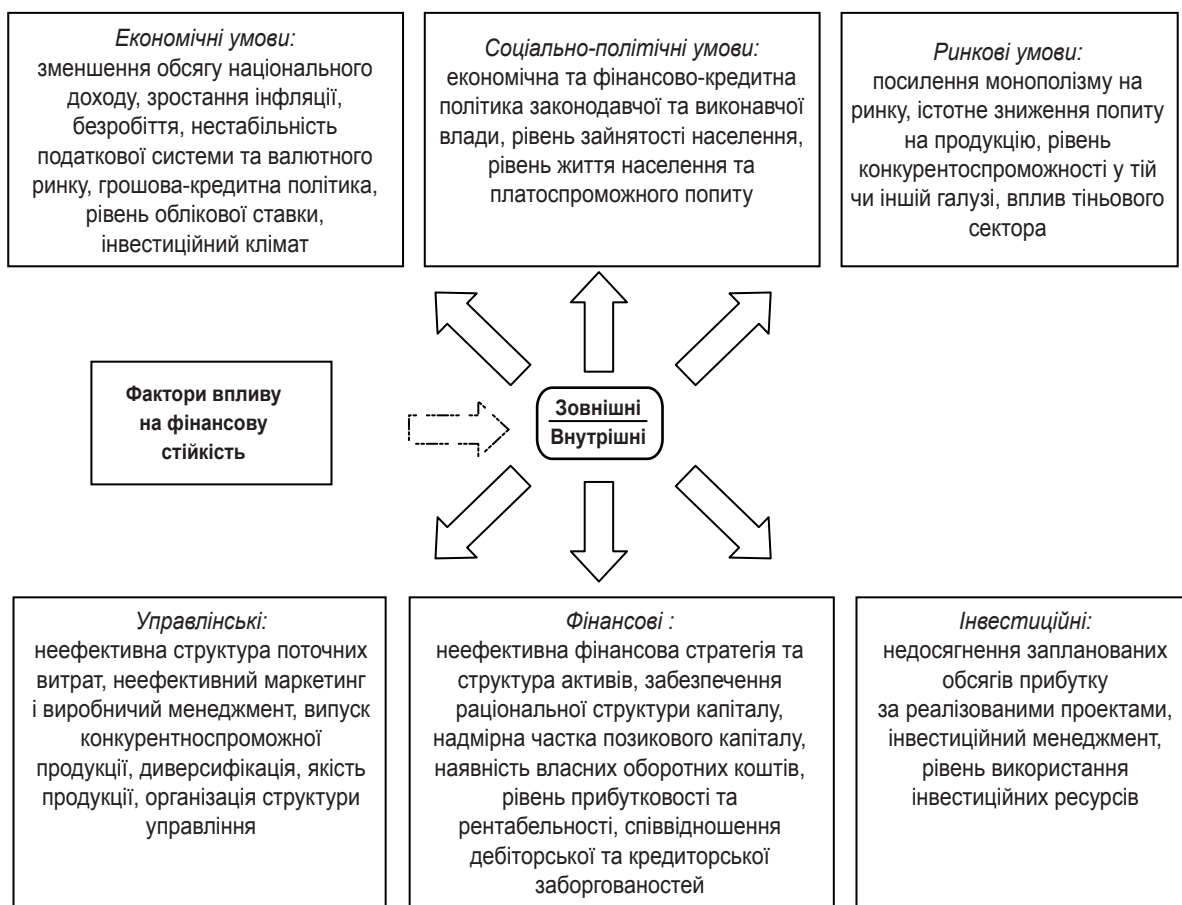 Економічні умови:
зменшення обсягу національного
доходу, зростання інфляції,
безробіття, нестабільність
податкової системи та валютного
ринку, грошова-кредитна політика,
рівень облікової ставки,
інвестиційний клімат
Соціально-політичні умови:
економічна та фінансово-кредитна
політика законодавчої та виконавчої
влади, рівень зайнятості населення,
рівень життя населення та
платоспроможного попиту
Ринкові умови:
посилення монополізму на
ринку, істотне зниження попиту
на продукцію, рівень
конкурентоспроможності у тій
чи іншій галузі, вплив тіньового
сектора
Фактори впливу
на фінансову
стійкість
Зовнішні
Внутрішні
Управлінські:
неефективна структура поточних
витрат, неефективний маркетинг
і виробничий менеджмент, випуск
конкурентноспроможної
продукції, диверсифікація, якість
продукції, організація структури
управління
Фінансові :
неефективна фінансова стратегія та
структура активів, забезпечення
раціональної структури капіталу,
надмірна частка позикового капіталу,
наявність власних оборотних коштів,
рівень прибутковості та
рентабельності, співвідношення
дебіторської та кредиторської
заборгованостей
Інвестиційні:
недосягнення запланованих
обсягів прибутку
за реалізованими проектами,
інвестиційний менеджмент,
рівень використання
інвестиційних ресурсів